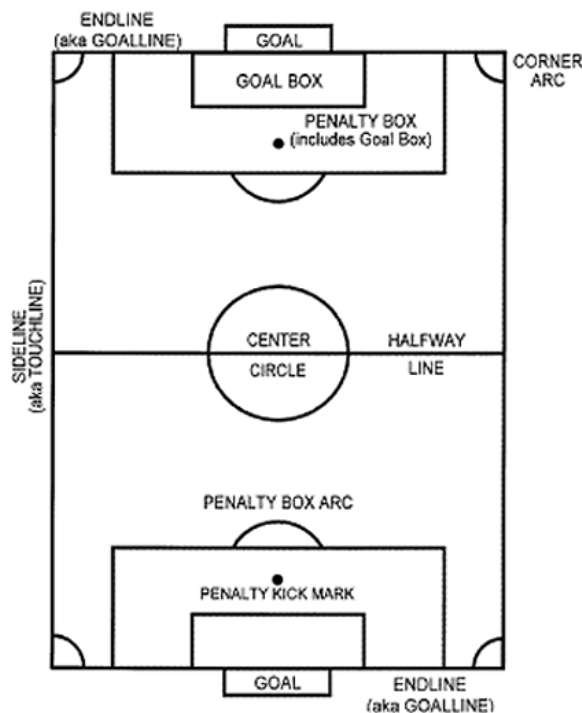 ENDLINE
(aka GOALLINE)
GOAL
CORNER
ARC
GOAL BOX
PENALTY BOX
(includes Goal Box)
SIDELINE
(aka TOUCHLINE)
CENTER
CIRCLE
HALFWAY
LINE
PENALTY BOX ARC
PENALTY KICK MARK
GOAL
ENDLINE
(aka GOALLINE)